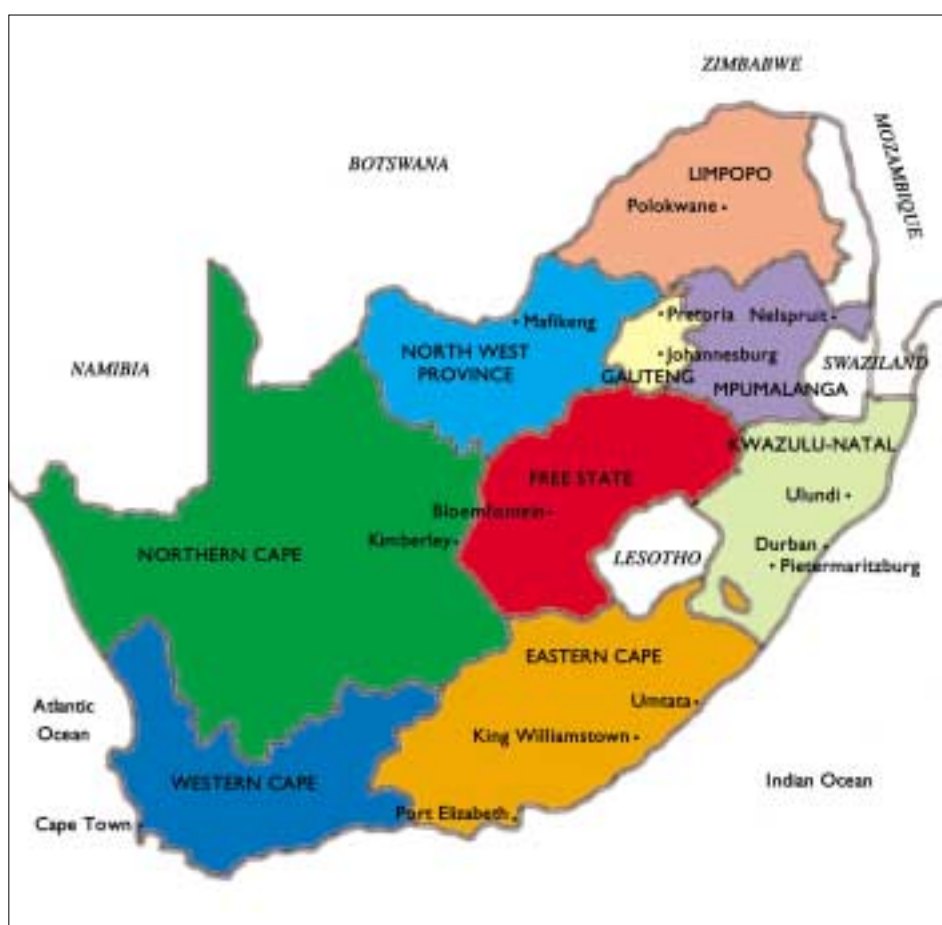 ZIMBABWE
MOZAMBIQUE
BOTSWANA
LIMPOPO
Polokwane
Pretoria
Nelspruit
Mafikeng
NORTH WEST
PROVINCE
Johannesburg
GAUTENG
SWAZILAND
NAMIBIA
MPUMALANGA
KWAZULU-NATAL
FREE STATE
Ulundi
Bloemfontein
Kimberley
Durban
NORTHERN CAPE
LESOTHO
Pietermaritzburg
EASTERN CAPE
Umtata
Atlantic
Ocean
King Williamstown
WESTERN CAPE
Indian Ocean
Port Elizabeth
Cape Town